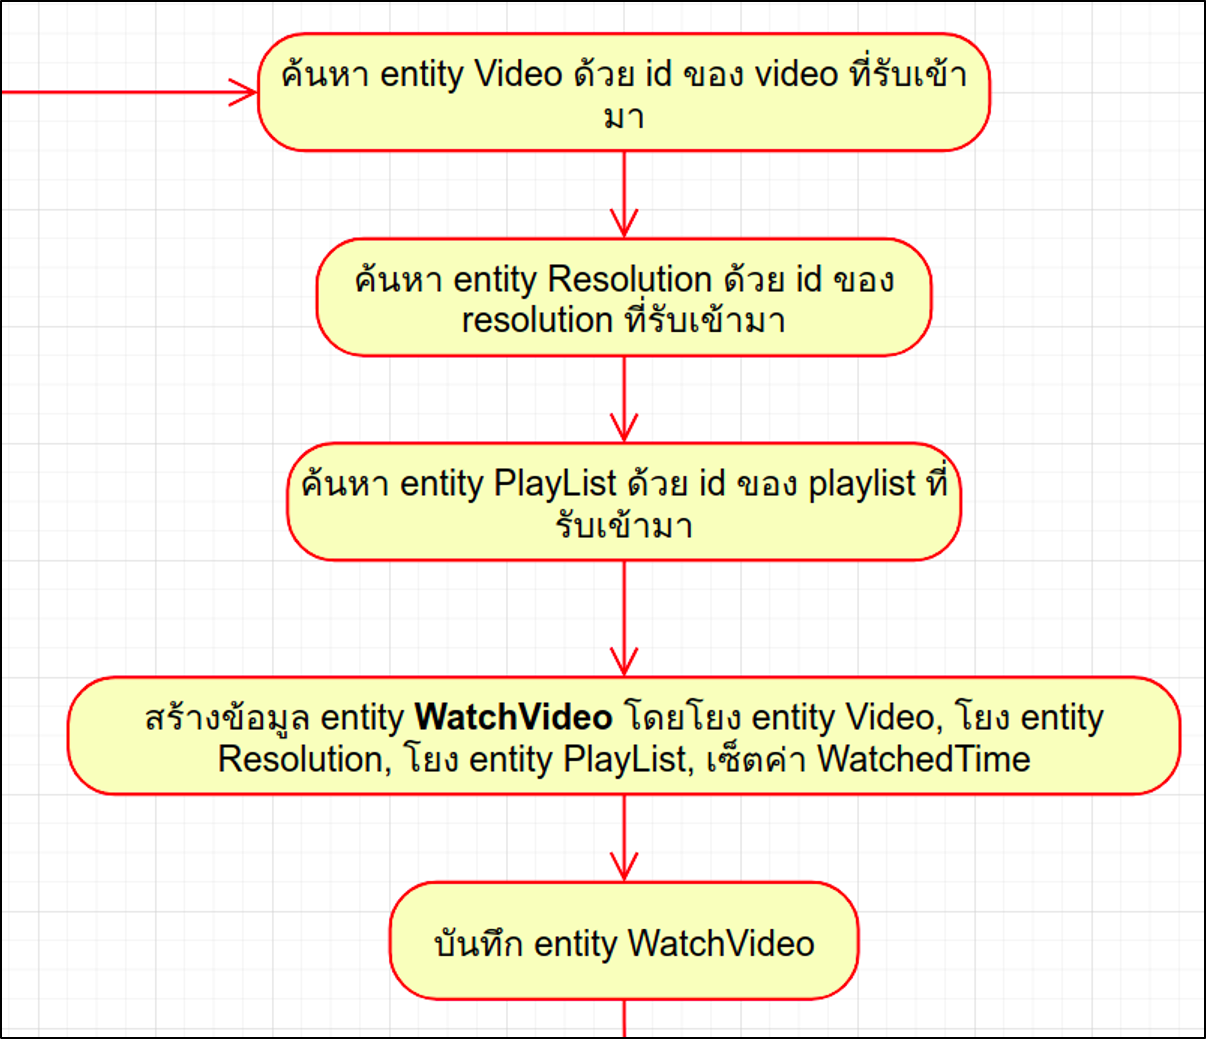 ค้นหา entity Video ด้วย id ของ video ที่รับเข้า
มา
ค้นหา entity Resolution ด้วย id ของ
resolution ที่รับเข้ามา
ค้นหา entity PlayList ด้วย id ของ playlist ที่
รับเข้ามา
สร้างข้อมูล entity WatchVideo โดยโยง entity Video, โยง entity
Resolution, โยง entity PlayList, เซ็ตค่า WatchedTime
บันทึก entity WatchVideo